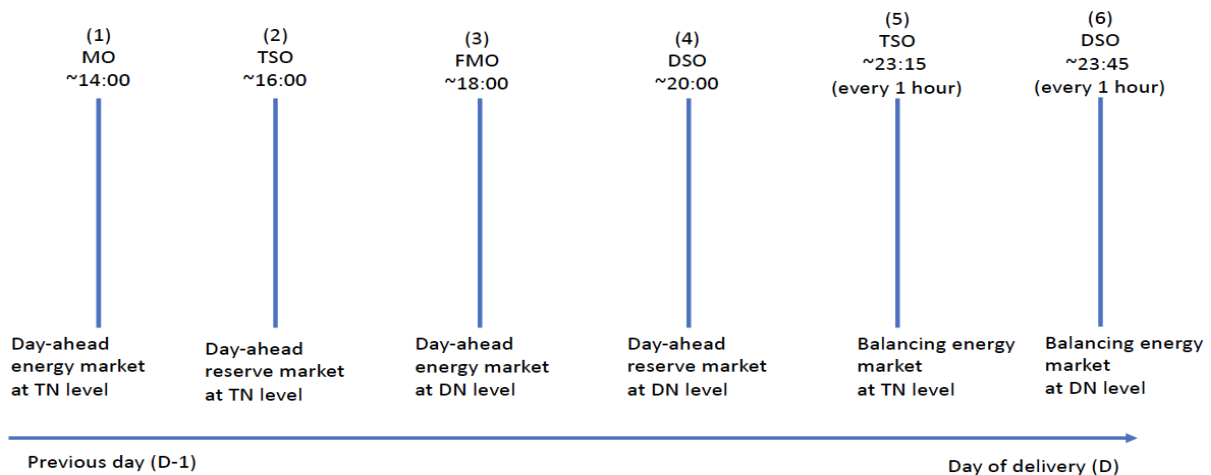 (1)
MO
~14:00
(2)
TSO
~16:00
(3)
FMO
~18:00
(4)
DSO
~20:00
(5)
TSO
~23:15
(every 1 hour)
(6)
DSO
~23:45
(every 1 hour)
Day-ahead
energy market
at TN level
Day-ahead
reserve market
at TN level
Day-ahead
energy market
at DN level
Day-ahead
reserve market
at DN level
Balancing energy
market
at TN level
Balancing energy
market
at DN level
Previous day (D-1)
Day of delivery (D)